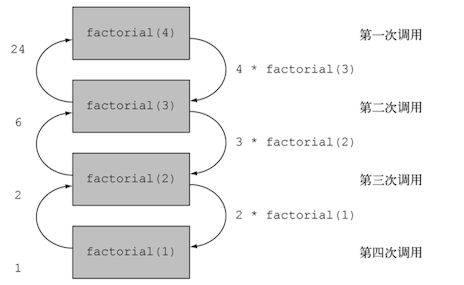 factorial(4) 第一次调用
24
4 * factorial(3)
factorial(3) 第二次调用
6
3 * factorial(2)
factorial(2) 第三次调用
2
2 * factorial(1)
factorial(1) 第四次调用
1